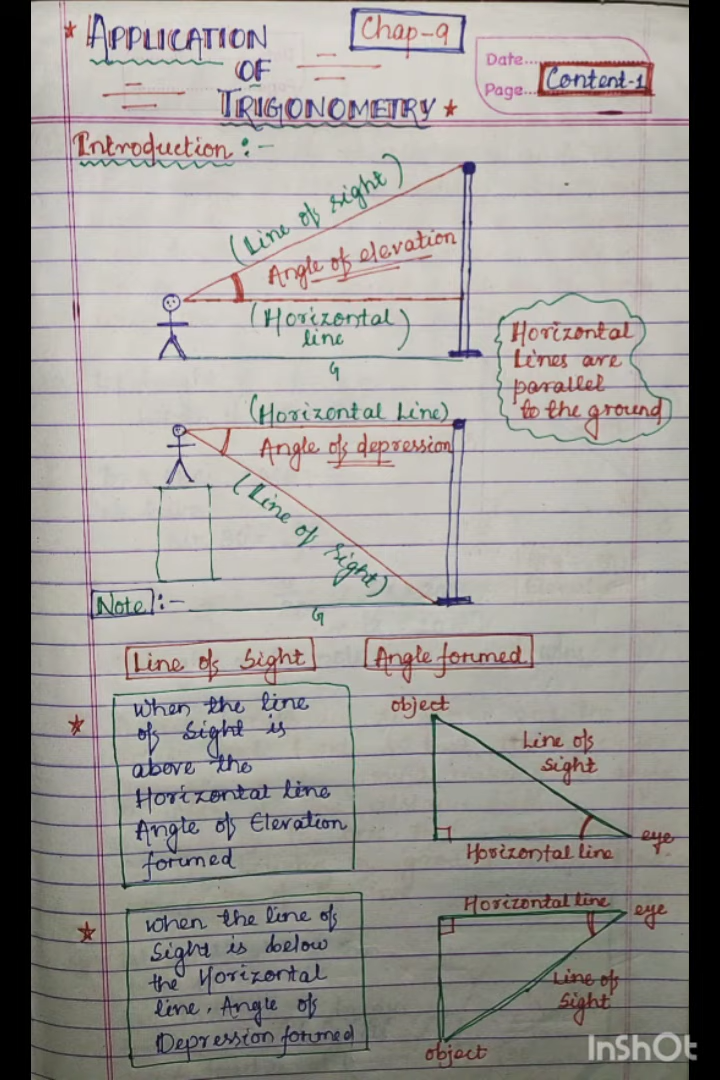 * APPLICATION
OF
TRIGONOMETRY *
Chap-9
Date....
Page...
Content-1
Introduction :-
(Line of sight)
Angle of elevation
(Horizontal
line)
G
Horizontal
Lines are
parallel
to the ground
(Horizontal Line)
Angle of depression
(Line of sight)
G
Note :-
Line of Sight
Angle formed
* When the line
of Sight is
above the
Horizontal line
Angle of Elevation
formed
object
Line of
sight
eye
Horizontal line
* When the line of
Sight is below
the Horizontal
line, Angle of
Depression formed
Horizontal line
eye
Line of
Sight
object
InShOt